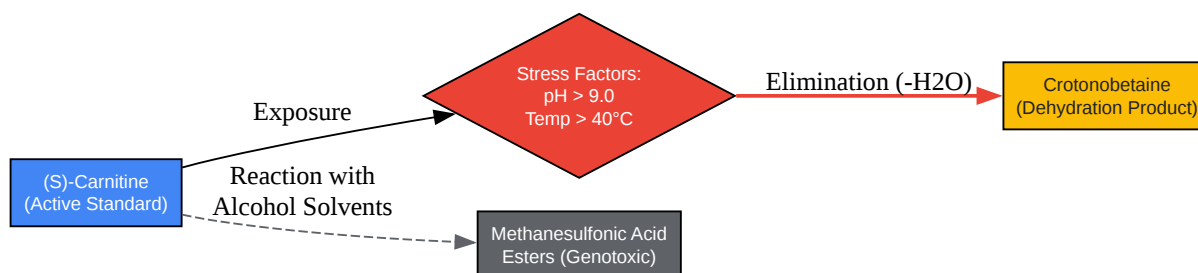 (S)-Carnitine
(Active Standard)
Exposure
Reaction with
Alcohol Solvents
Stress Factors:
pH > 9.0
Temp > 40°C
Methanesulfonic Acid
Esters (Genotoxic)
Elimination (-H2O)
Crotonobetaine
(Dehydration Product)